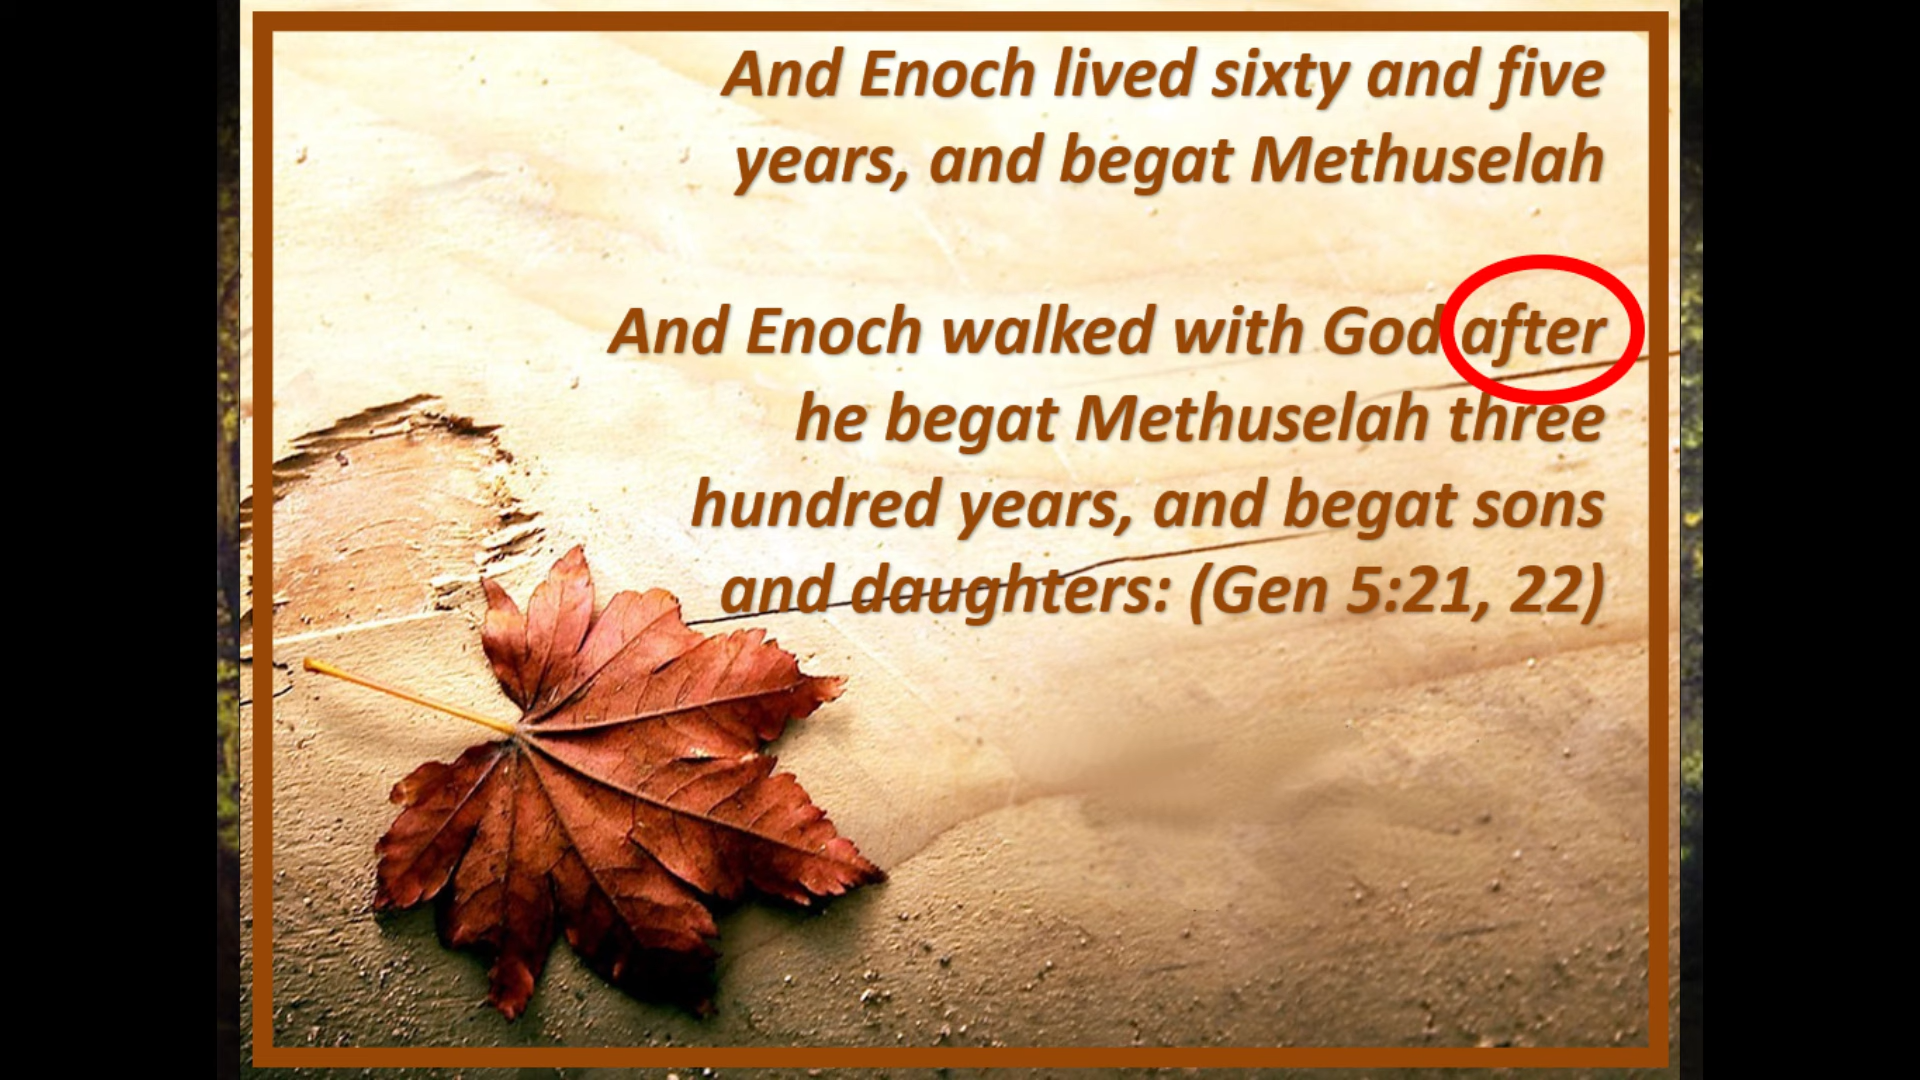 And Enoch lived sixty and five
years, and begat Methuselah
And Enoch walked with God after
he begat Methuselah three
hundred years, and begat sons
and daughters: (Gen 5:21, 22)